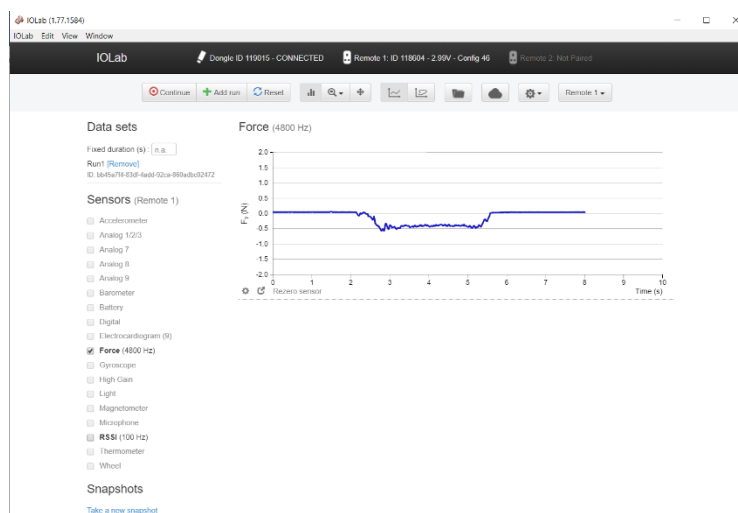 IOLab (1.77.1584)
IOLab Edit View Window
IOLab Dongle ID 119015 - CONNECTED Remote 1: ID 118604 - 2.99V - Config 46 Remote 2: Not Paired
Continue Add run Reset Remote 1
Data sets
Fixed duration (s) : n.a.
Run1 [Remove]
Sensors (Remote 1)
Accelerometer
Analog 1/2/3
Analog 7
Analog 8
Analog 9
Barometer
Battery
Digital
Electrocardiogram (9)
Force (4800 Hz)
Gyroscope
High Gain
Light
Magnetometer
Microphone
RSSI (100 Hz)
Thermometer
Wheel
Snapshots
Take a new snapshot
Force (4800 Hz)
Fy (N)
2.0
1.5
1.0
0.5
0.0
-0.5
-1.0
-1.5
-2.0
0 1 2 3 4 5 6 7 8 9 10
Rezero sensor Time (s)